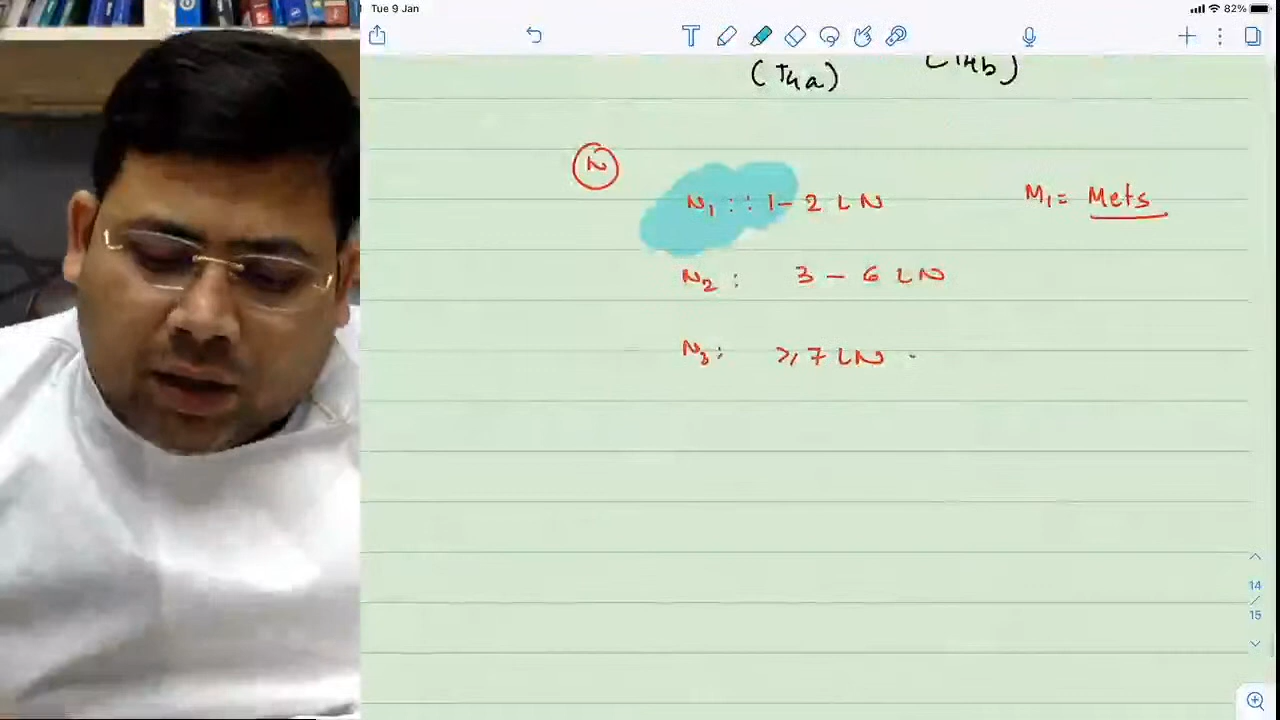 Tue 9 Jan
82%
T
(T4a) (T4b)
N
N1 : : 1 - 2 LN M1 = Mets
N2 : 3 - 6 LN
N3 : ≥ 7 LN
14
15